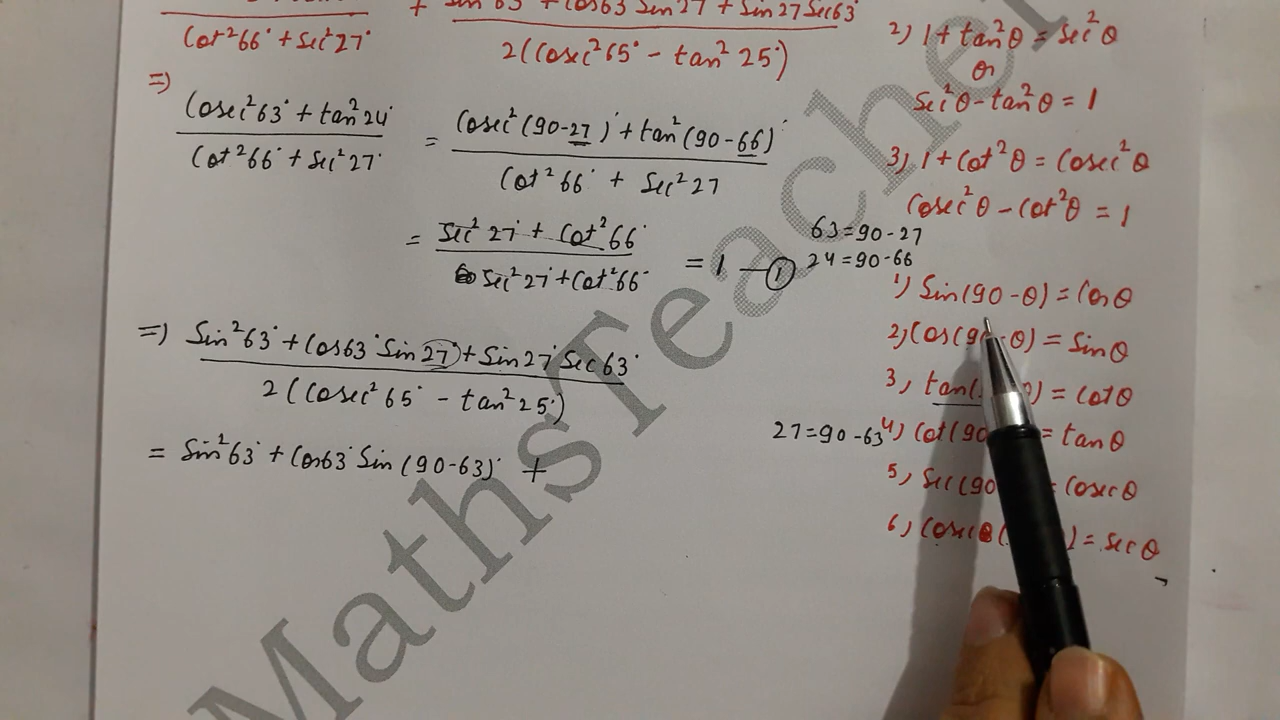 + Sin²63° + Cos63° Sin27° + Sin27° Sec63°
Cot²66° + Sec²27°
2(Cosec²65° - tan²25°)
=) Cosec²63° + tan²24°
Cot²66° + Sec²27°
= Cosec²(90-27)° + tan²(90-66)°
Cot²66° + Sec²27
= Sec²27° + Cot²66°
Sec²27° + Cot²66°
= 1 — ①
=) Sin²63° + Cos63° Sin27° + Sin27° Sec63°
2(Cosec²65° - tan²25°)
= Sin²63° + Cos63° Sin(90-63)° +
2) 1 + tan²θ = Sec²θ
or
Sec²θ - tan²θ = 1
3) 1 + Cot²θ = Cosec²θ
Cosec²θ - Cot²θ = 1
63 = 90 - 27
24 = 90 - 66
1) Sin(90 - θ) = Cosθ
2) Cos(90-θ) = Sinθ
3) tan( θ) = Cotθ
27 = 90 - 63
4) Cot(90 = tanθ
5) Sec(90 = Cosecθ
6) Cosec( ) = Secθ
Maths Teacher